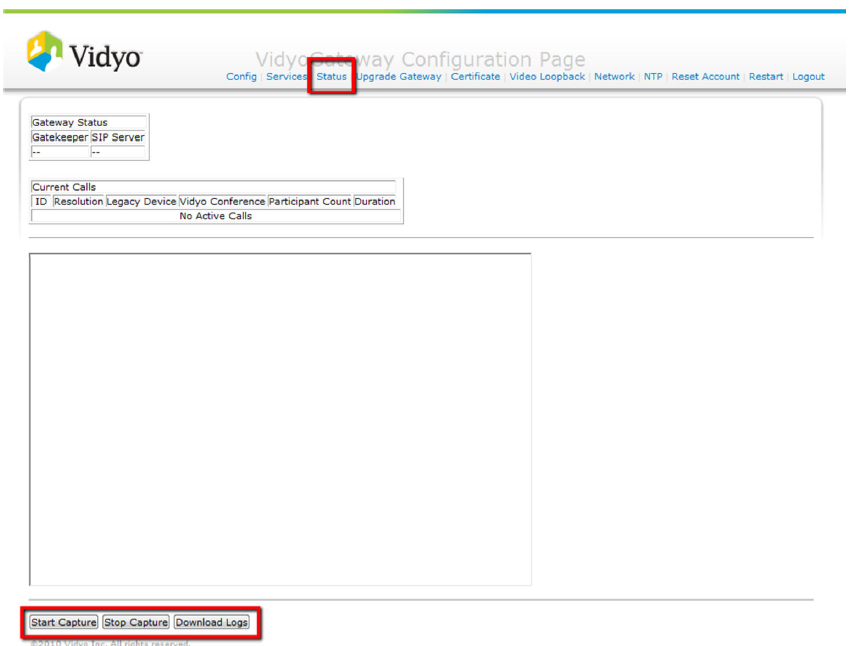 Vidyo
VidyoGateway Configuration Page
Config | Services | Status | Upgrade Gateway | Certificate | Video Loopback | Network | NTP | Reset Account | Restart | Logout
Gateway Status
Gatekeeper SIP Server
-- --
Current Calls
ID Resolution Legacy Device Vidyo Conference Participant Count Duration
No Active Calls
Start Capture Stop Capture Download Logs
©2010 Vidyo Inc. All rights reserved.